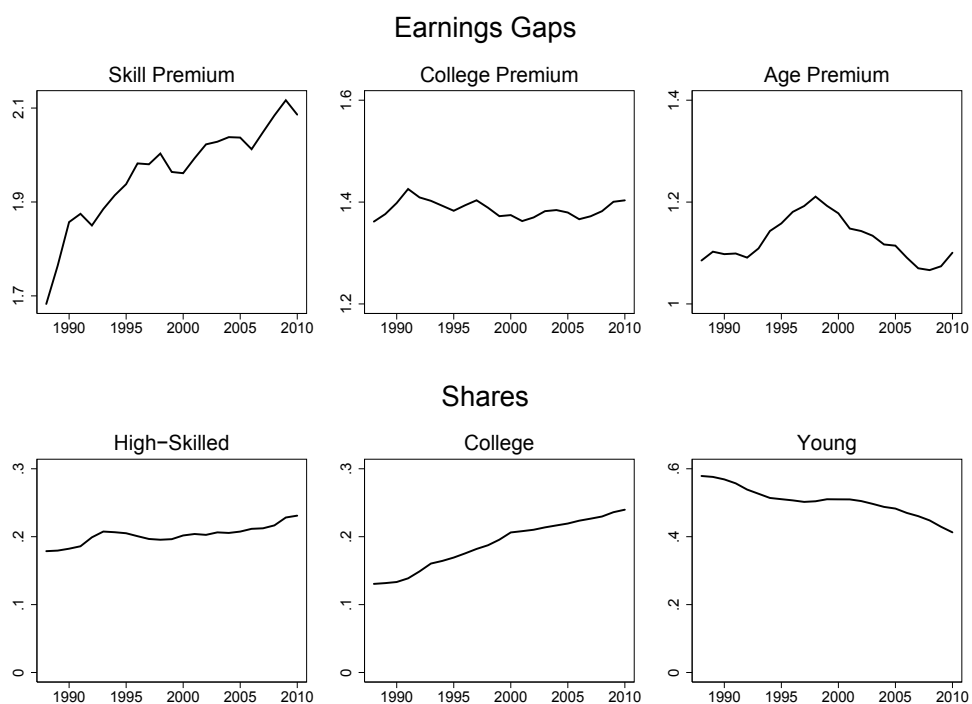 Earnings Gaps
Skill Premium
1.7 1.9 2.1
1990 1995 2000 2005 2010
College Premium
1.2 1.4 1.6
1990 1995 2000 2005 2010
Age Premium
1 1.2 1.4
1990 1995 2000 2005 2010
Shares
High−Skilled
0 .1 .2 .3
1990 1995 2000 2005 2010
College
0 .1 .2 .3
1990 1995 2000 2005 2010
Young
0 .2 .4 .6
1990 1995 2000 2005 2010